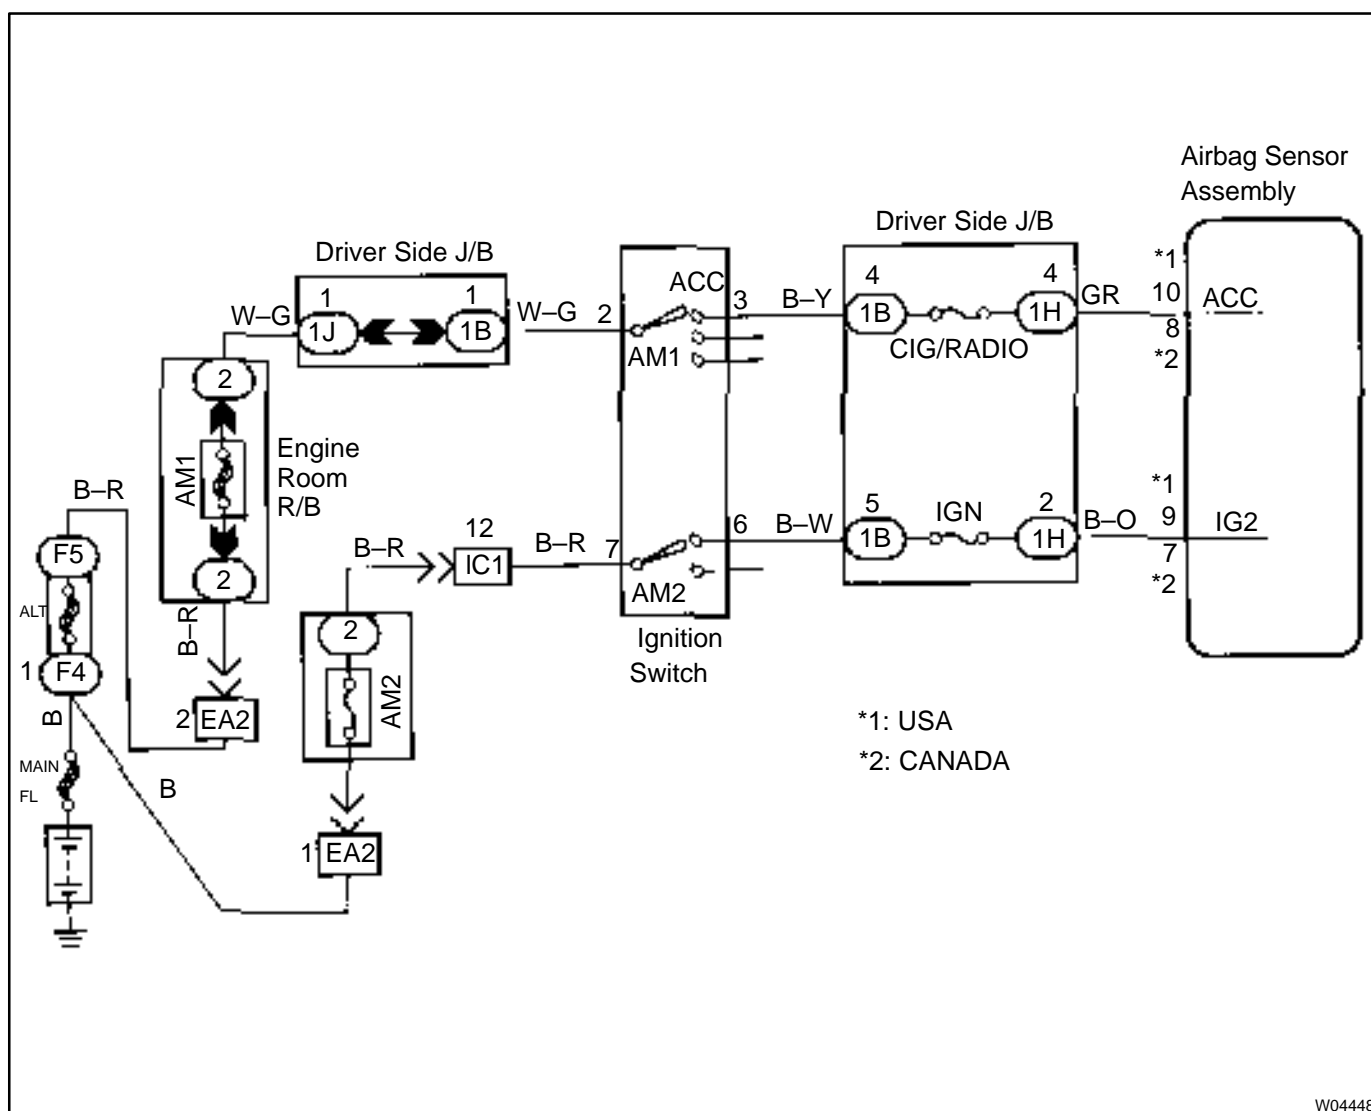 Airbag Sensor
Assembly
Driver Side J/B
Driver Side J/B
*1
ACC
4
4
10
ACC
W–G
1
1
W–G
2
3
B–Y
GR
1J
1B
1B
1H
8
AM1
CIG/RADIO
*2
2
Engine
Room
R/B
AM1
B–R
*1
12
6
B–W
5
IGN
2
B–O
9
IG2
F5
B–R
IC1
B–R
7
1B
1H
7
2
AM2
*2
ALT
B–R
2
Ignition
Switch
1
F4
AM2
B
2
EA2
*1: USA
*2: CANADA
MAIN
FL
B
1
EA2
W04448